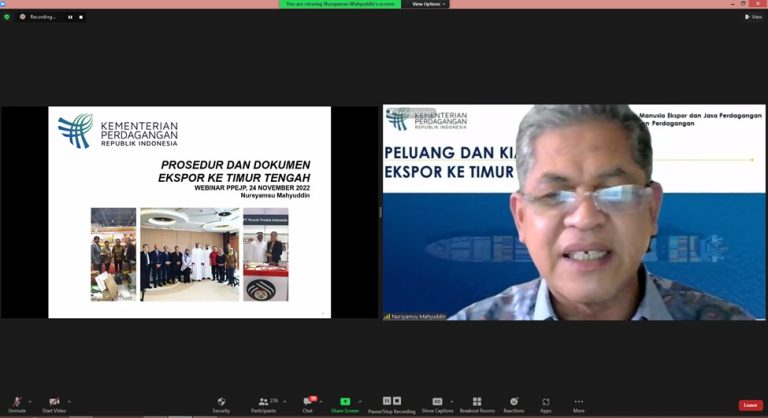 You are viewing Nursyamsu Mahyuddin's screen
View Options
Recording...
View
KEMENTERIAN
PERDAGANGAN
REPUBLIK INDONESIA
PROSEDUR DAN DOKUMEN
EKSPOR KE TIMUR TENGAH
WEBINAR PPEJP, 24 NOVEMBER 2022
Nursyamsu Mahyuddin
KEMENTERIAN
PERDAGANGAN
REPUBLIK INDONESIA
Manusia Ekspor dan Jasa Perdagangan
Perdagangan
PELUANG DAN
EKSPOR KE TIMUR
Nursyamsu Mahyuddin
Unmute
Start Video
Security
Participants
276
Chat
Share Screen
Pause/Stop Recording
Show Captions
Breakout Rooms
Reactions
Apps
More
Leave